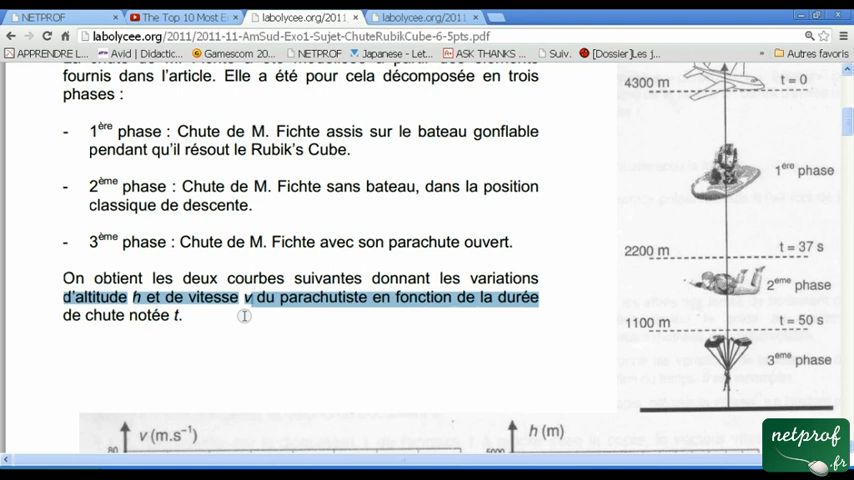 NETPROF
The Top 10 Most E
labolycee.org/2011
labolycee.org/2011
labolycee.org/2011/2011-11-AmSud-Exo1-Sujet-ChuteRubikCube-6-5pts.pdf
APPRENDRE L
Avid | Didactic...
Gamescom 20...
NETPROF
Japanese - Let...
ASK THANKS ...
Suiv.
[Dossier]Les j...
»
Autres favoris
fournis dans l'article. Elle a été pour cela décomposée en trois
phases :
- 1ère phase : Chute de M. Fichte assis sur le bateau gonflable
pendant qu'il résout le Rubik's Cube.
- 2ème phase : Chute de M. Fichte sans bateau, dans la position
classique de descente.
- 3ème phase : Chute de M. Fichte avec son parachute ouvert.
On obtient les deux courbes suivantes donnant les variations
d'altitude h et de vitesse v du parachutiste en fonction de la durée
de chute notée t.
4300 m
t = 0
1ère phase
2200 m
t = 37 s
2ème phase
1100 m
t = 50 s
3ème phase
v (m.s⁻¹)
80
h (m)
netprof
.fr